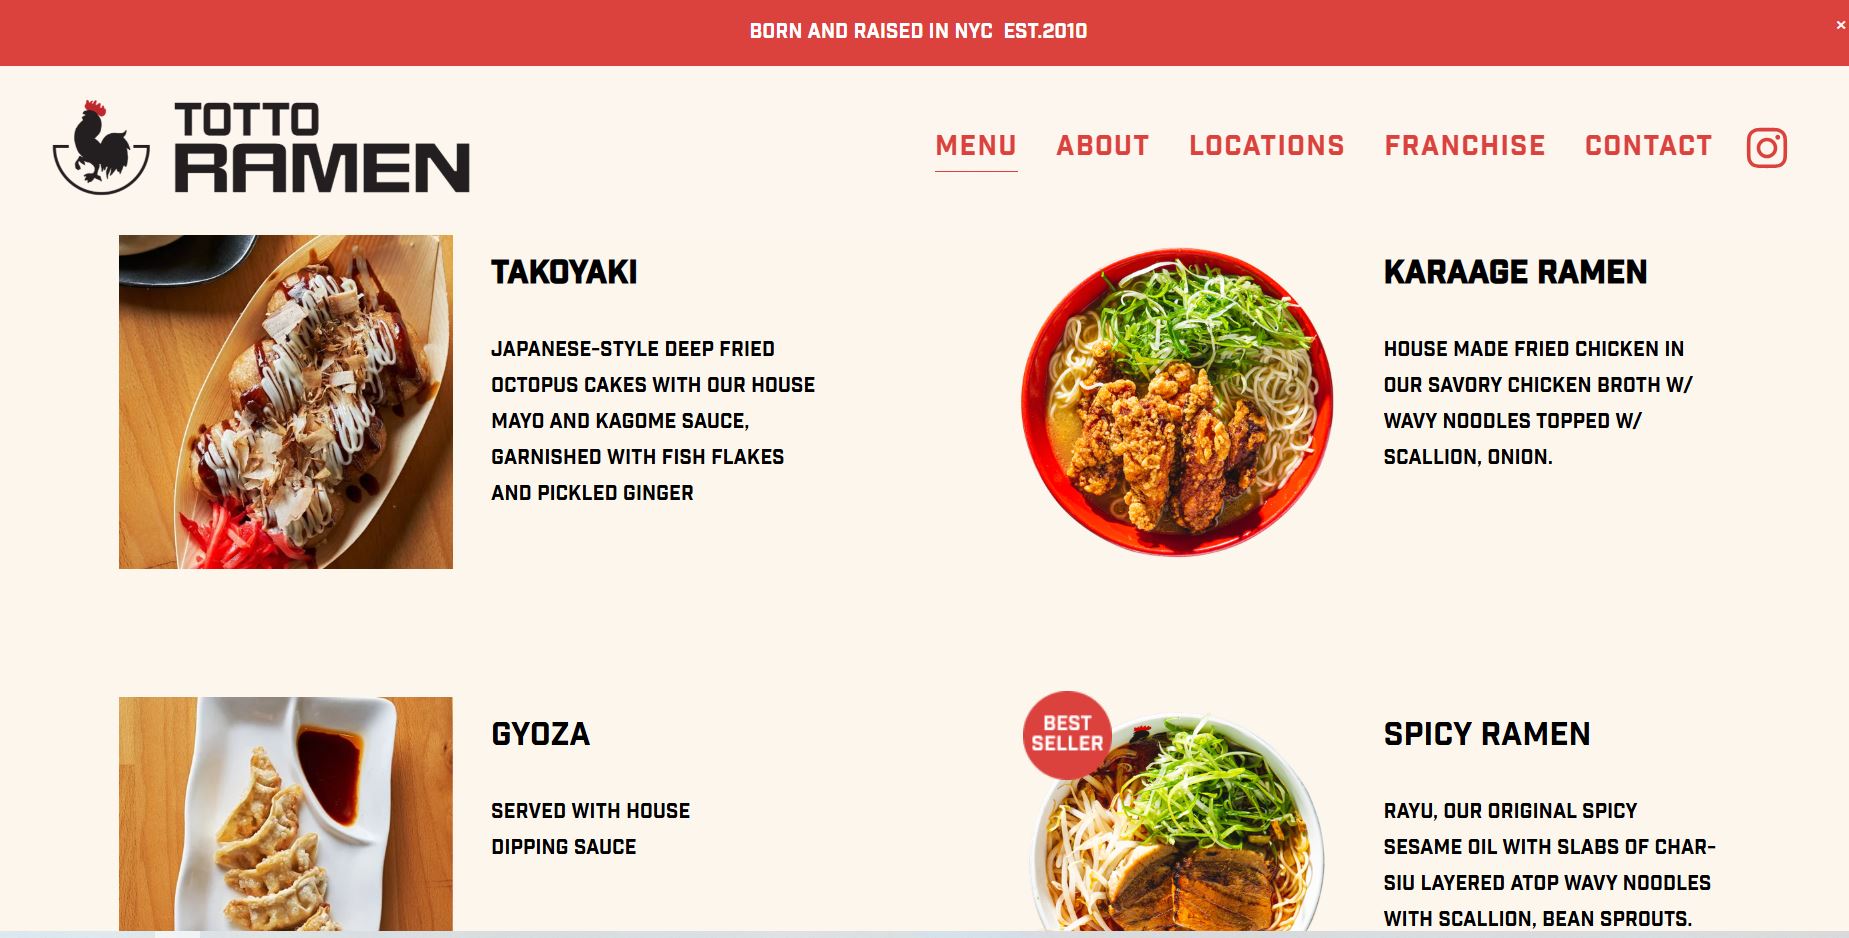 BORN AND RAISED IN NYC  EST.2010
×
TOTTO
RAMEN
MENU ABOUT LOCATIONS FRANCHISE CONTACT
TAKOYAKI
JAPANESE-STYLE DEEP FRIED
OCTOPUS CAKES WITH OUR HOUSE
MAYO AND KAGOME SAUCE,
GARNISHED WITH FISH FLAKES
AND PICKLED GINGER
KARAAGE RAMEN
HOUSE MADE FRIED CHICKEN IN
OUR SAVORY CHICKEN BROTH W/
WAVY NOODLES TOPPED W/
SCALLION, ONION.
GYOZA
SERVED WITH HOUSE
DIPPING SAUCE
BEST
SELLER
SPICY RAMEN
RAYU, OUR ORIGINAL SPICY
SESAME OIL WITH SLABS OF CHAR-
SIU LAYERED ATOP WAVY NOODLES
WITH SCALLION, BEAN SPROUTS.